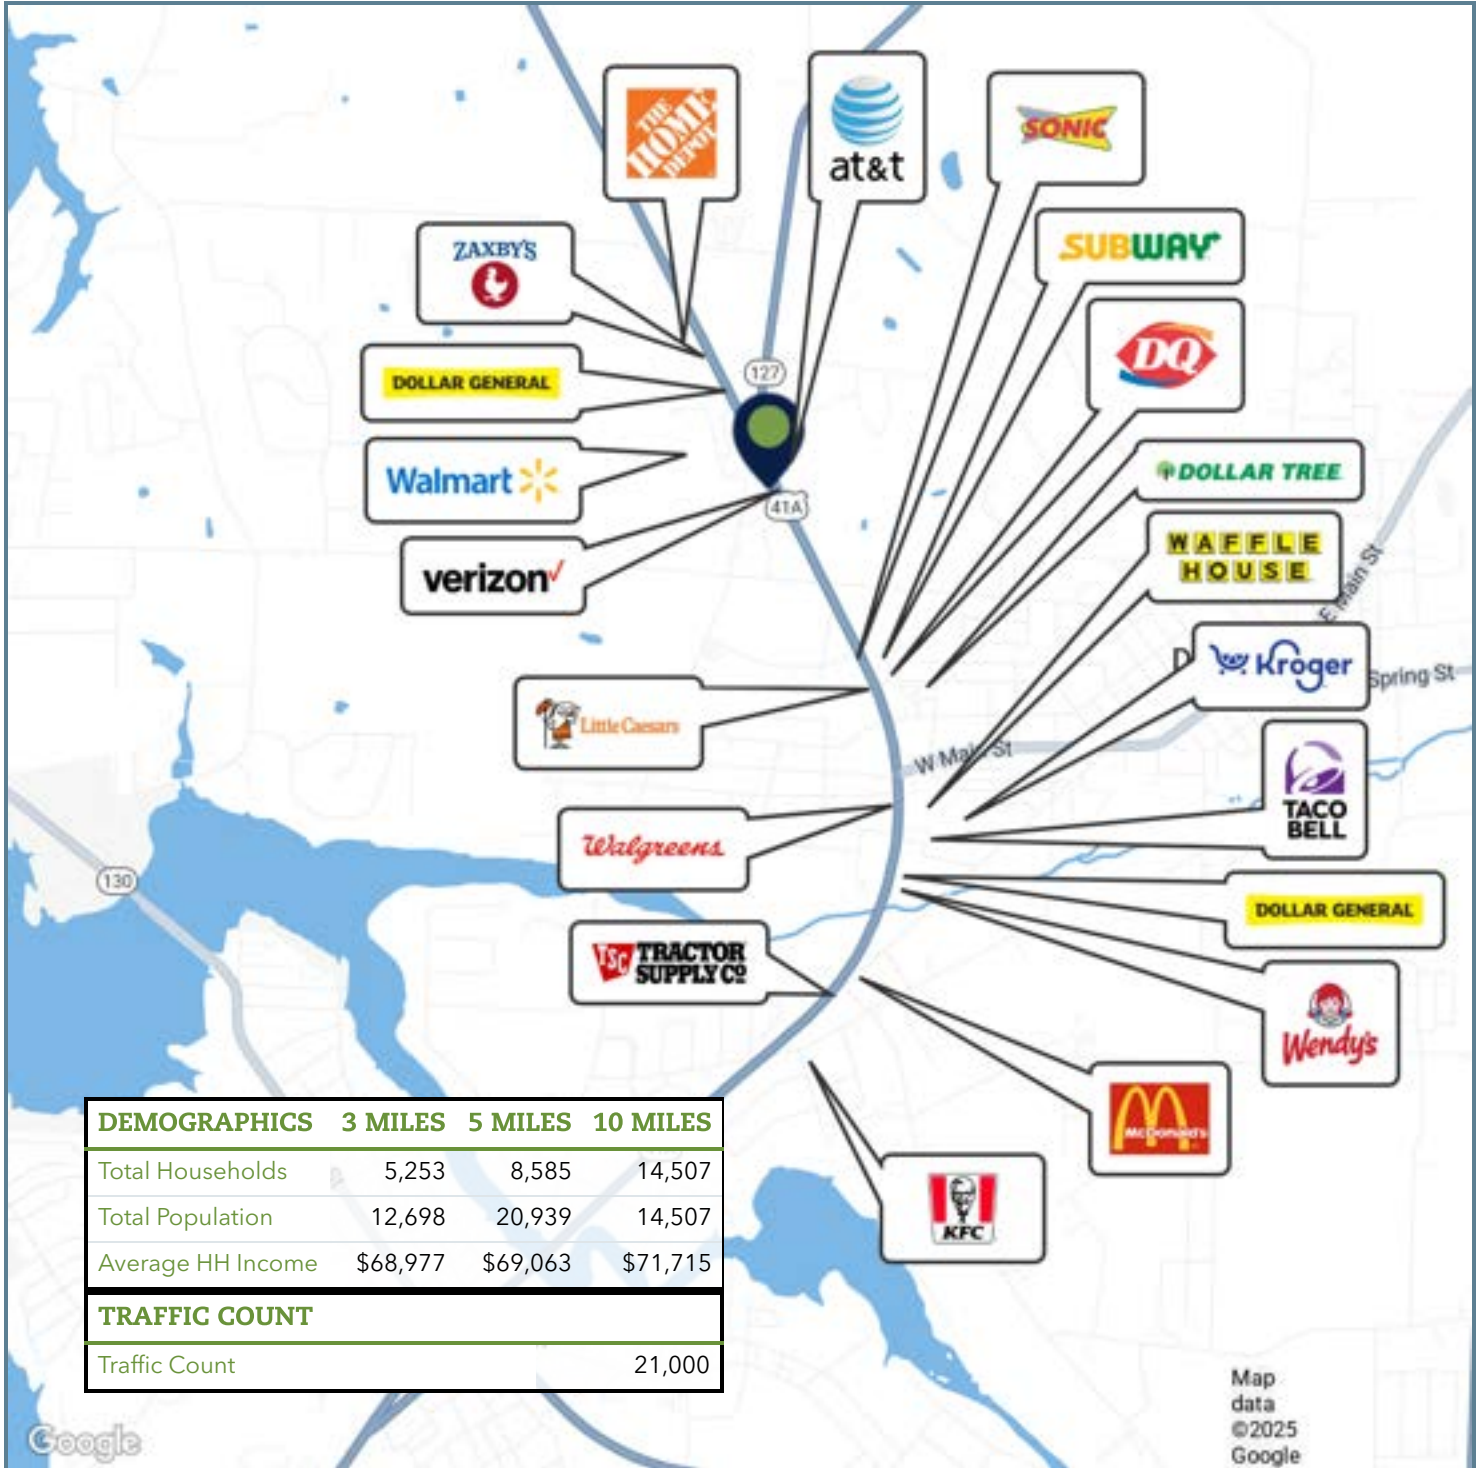 THE
HOME
DEPOT
at&t
SONIC
ZAXBY'S
SUBWAY
DQ
DOLLAR GENERAL
127
Walmart
DOLLAR TREE
41A
WAFFLE
HOUSE
verizon
E Main St
D
Kroger
Spring St
Little Caesars
W Main St
TACO
BELL
Walgreens
130
DOLLAR GENERAL
TSC TRACTOR
SUPPLY CO
Wendy's
McDonald's
KFC
DEMOGRAPHICS 3 MILES 5 MILES 10 MILES
Total Households 5,253 8,585 14,507
Total Population 12,698 20,939 14,507
Average HH Income $68,977 $69,063 $71,715
TRAFFIC COUNT
Traffic Count 21,000
Map
data
©2025
Google
Google